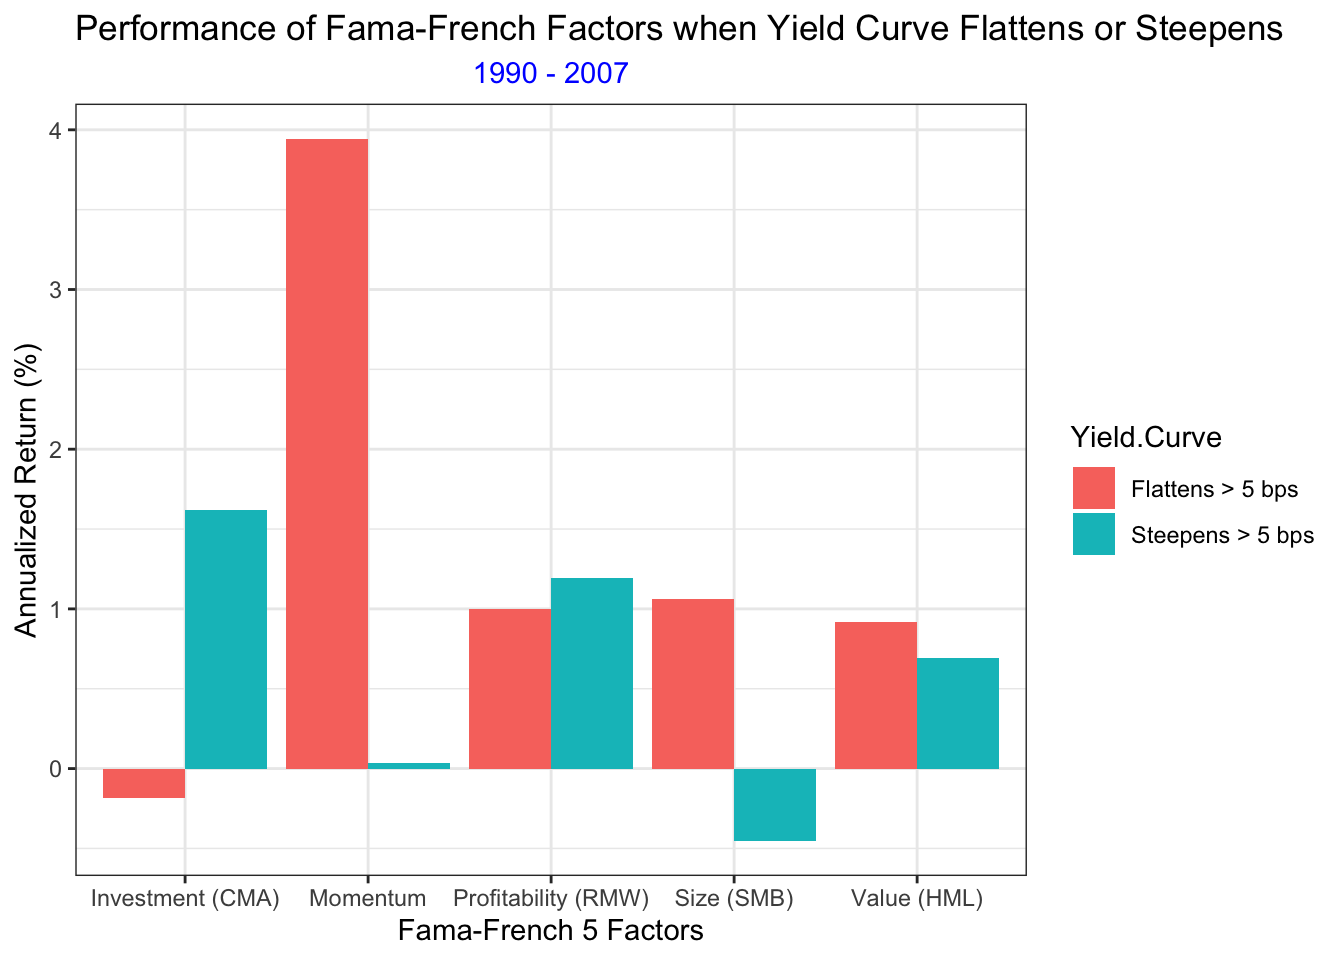 Performance of Fama-French Factors when Yield Curve Flattens or Steepens
1990 - 2007
4
3
2
1
0
Annualized Return (%)
Investment (CMA)
Momentum
Profitability (RMW)
Size (SMB)
Value (HML)
Fama-French 5 Factors
Yield.Curve
Flattens > 5 bps
Steepens > 5 bps